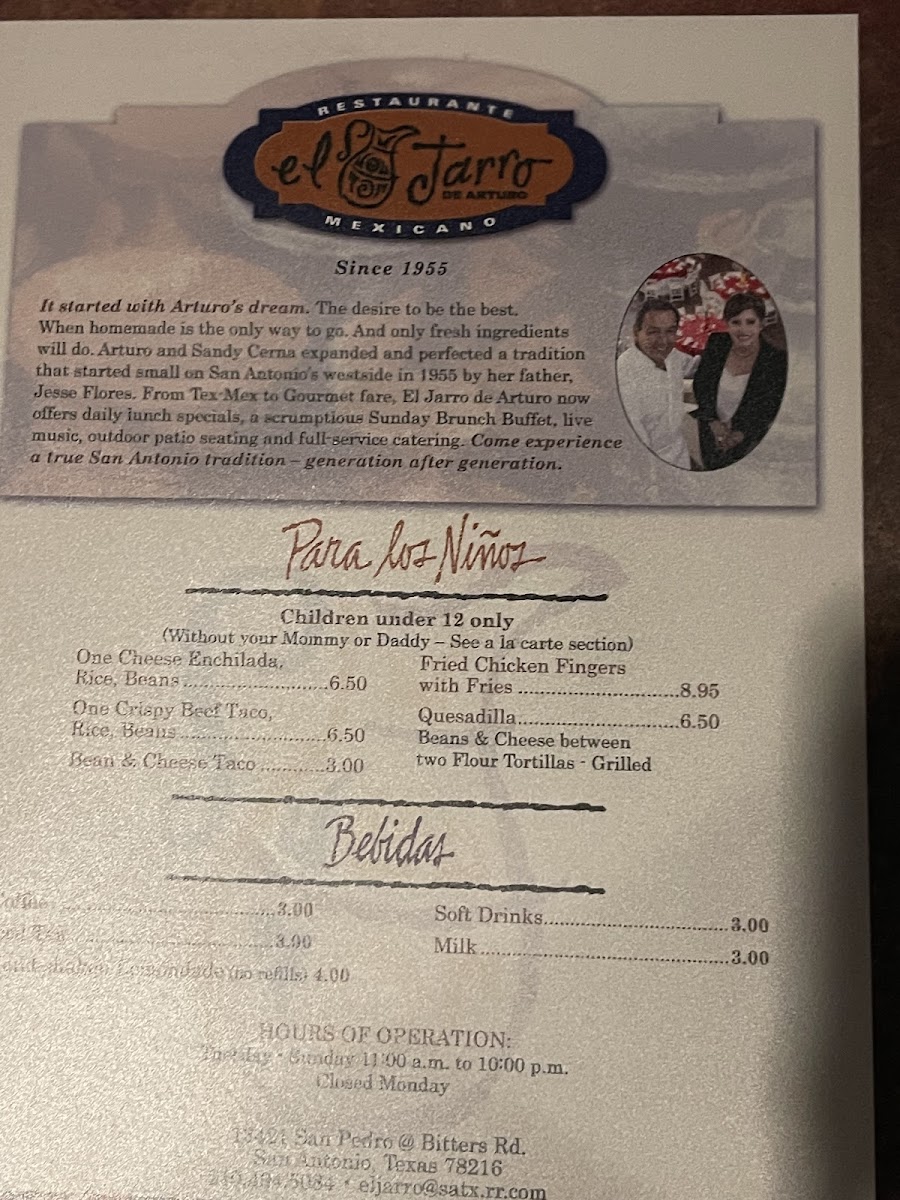 RESTAURANTE
el Jarro
DE ARTURO
MEXICANO
Since 1955
It started with Arturo's dream. The desire to be the best.
When homemade is the only way to go. And only fresh ingredients
will do. Arturo and Sandy Cerna expanded and perfected a tradition
that started small on San Antonio's westside in 1955 by her father,
Jesse Flores. From Tex-Mex to Gourmet fare, El Jarro de Arturo now
offers daily lunch specials, a scrumptious Sunday Brunch Buffet, live
music, outdoor patio seating and full-service catering. Come experience
a true San Antonio tradition – generation after generation.
Para los Niños
Children under 12 only
(Without your Mommy or Daddy – See a la carte section)
One Cheese Enchilada,
Rice, Beans..........................6.50
One Crispy Beef Taco,
Rice, Beans..........................6.50
Bean & Cheese Taco............3.00
Fried Chicken Fingers
with Fries.............................8.95
Quesadilla.............................6.50
Beans & Cheese between
two Flour Tortillas - Grilled
Bebidas
3.00
3.00
Lemondade (no refills) 4.00
Soft Drinks.................................3.00
Milk.............................................3.00
HOURS OF OPERATION:
Tuesday - Sunday 11:00 a.m. to 10:00 p.m.
Closed Monday
13421 San Pedro @ Bitters Rd.
San Antonio, Texas 78216
210.494.5084 • eljarro@satx.rr.com